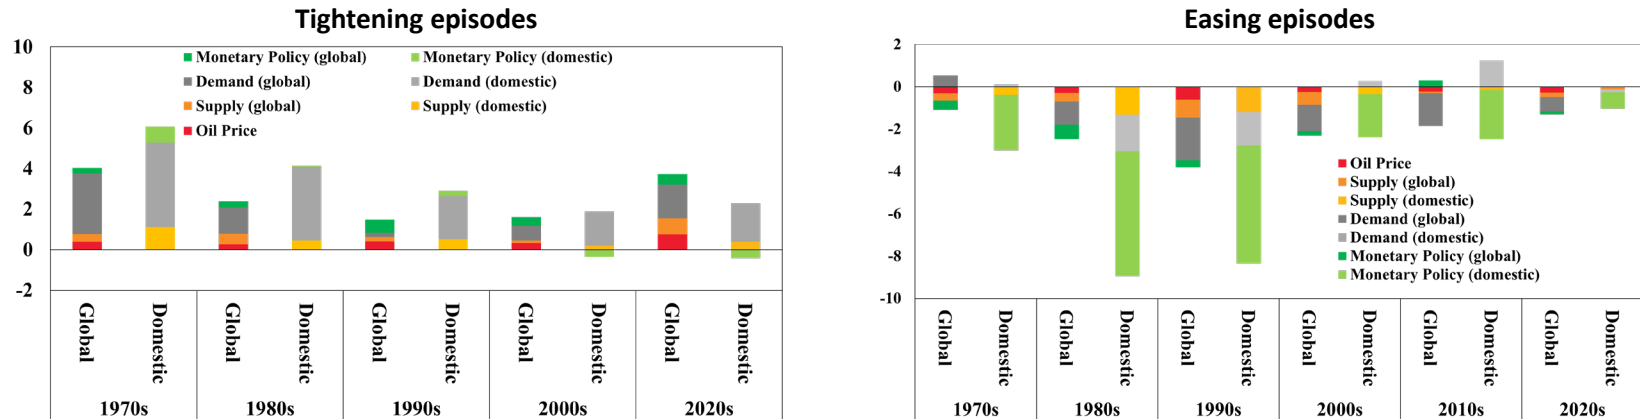 Tightening episodes
10
8
6
4
2
0
-2
Monetary Policy (global)
Monetary Policy (domestic)
Demand (global)
Demand (domestic)
Supply (global)
Supply (domestic)
Oil Price
Global
Domestic
Global
Domestic
Global
Domestic
Global
Domestic
Global
Domestic
1970s
1980s
1990s
2000s
2020s
Easing episodes
2
0
-2
-4
-6
-8
-10
Oil Price
Supply (global)
Supply (domestic)
Demand (global)
Demand (domestic)
Monetary Policy (global)
Monetary Policy (domestic)
Global
Domestic
Global
Domestic
Global
Domestic
Global
Domestic
Global
Domestic
Global
Domestic
1970s
1980s
1990s
2000s
2010s
2020s